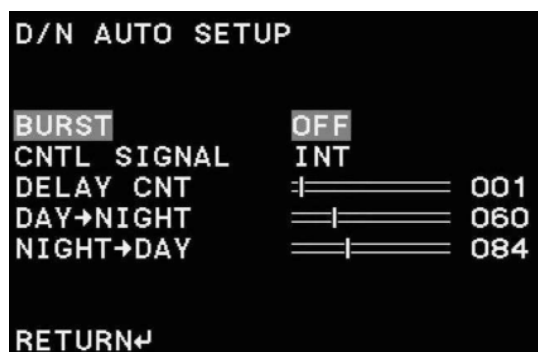 D/N AUTO SETUP
BURST OFF
CNTL SIGNAL INT
DELAY CNT 001
DAY→NIGHT 060
NIGHT→DAY 084
RETURN↵